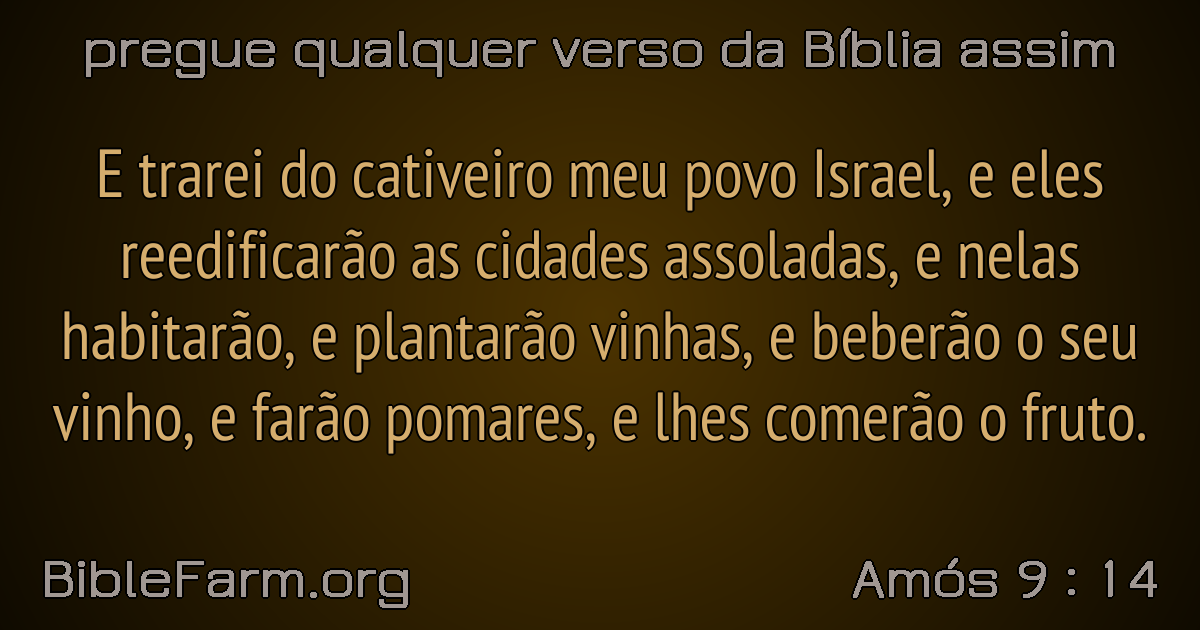 pregue qualquer verso da Bíblia assim
E trarei do cativeiro meu povo Israel, e eles
reedificarão as cidades assoladas, e nelas
habitarão, e plantarão vinhas, e beberão o seu
vinho, e farão pomares, e lhes comerão o fruto.
BibleFarm.org
Amós 9 : 14